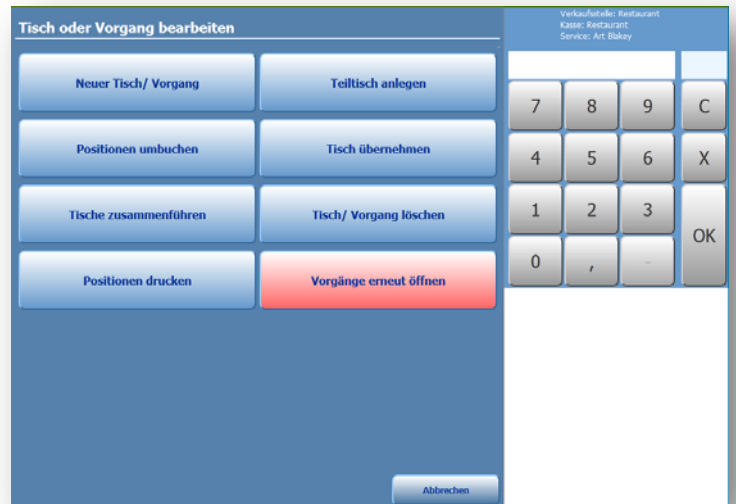 Tisch oder Vorgang bearbeiten
Neuer Tisch/ Vorgang
Teiltisch anlegen
Positionen umbuchen
Tisch übernehmen
Tische zusammenführen
Tisch/ Vorgang löschen
Positionen drucken
Vorgänge erneut öffnen
Abbrechen
Verkaufsstelle: Restaurant
Kasse: Restaurant
Service: Art Blakey
7 8 9 C
4 5 6 X
1 2 3
OK
0 , -